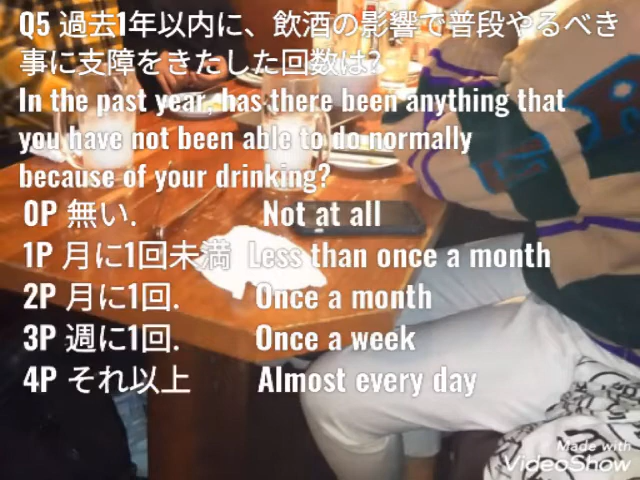 Q5 過去1年以内に、飲酒の影響で普段やるべき
事に支障をきたした回数は?
In the past year, has there been anything that
you have not been able to do normally
because of your drinking?
0P 無い. Not at all
1P 月に1回未満 Less than once a month
2P 月に1回. Once a month
3P 週に1回. Once a week
4P それ以上 Almost every day
Made with
VideoShow